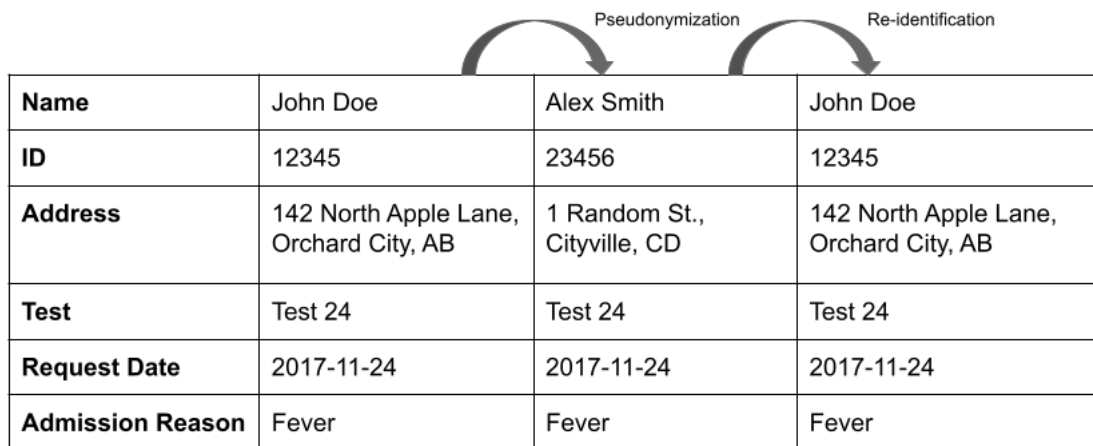 Pseudonymization Re-identification
Name John Doe Alex Smith John Doe
ID 12345 23456 12345
Address 142 North Apple Lane, 1 Random St., 142 North Apple Lane,
Orchard City, AB Cityville, CD Orchard City, AB
Test Test 24 Test 24 Test 24
Request Date 2017-11-24 2017-11-24 2017-11-24
Admission Reason Fever Fever Fever